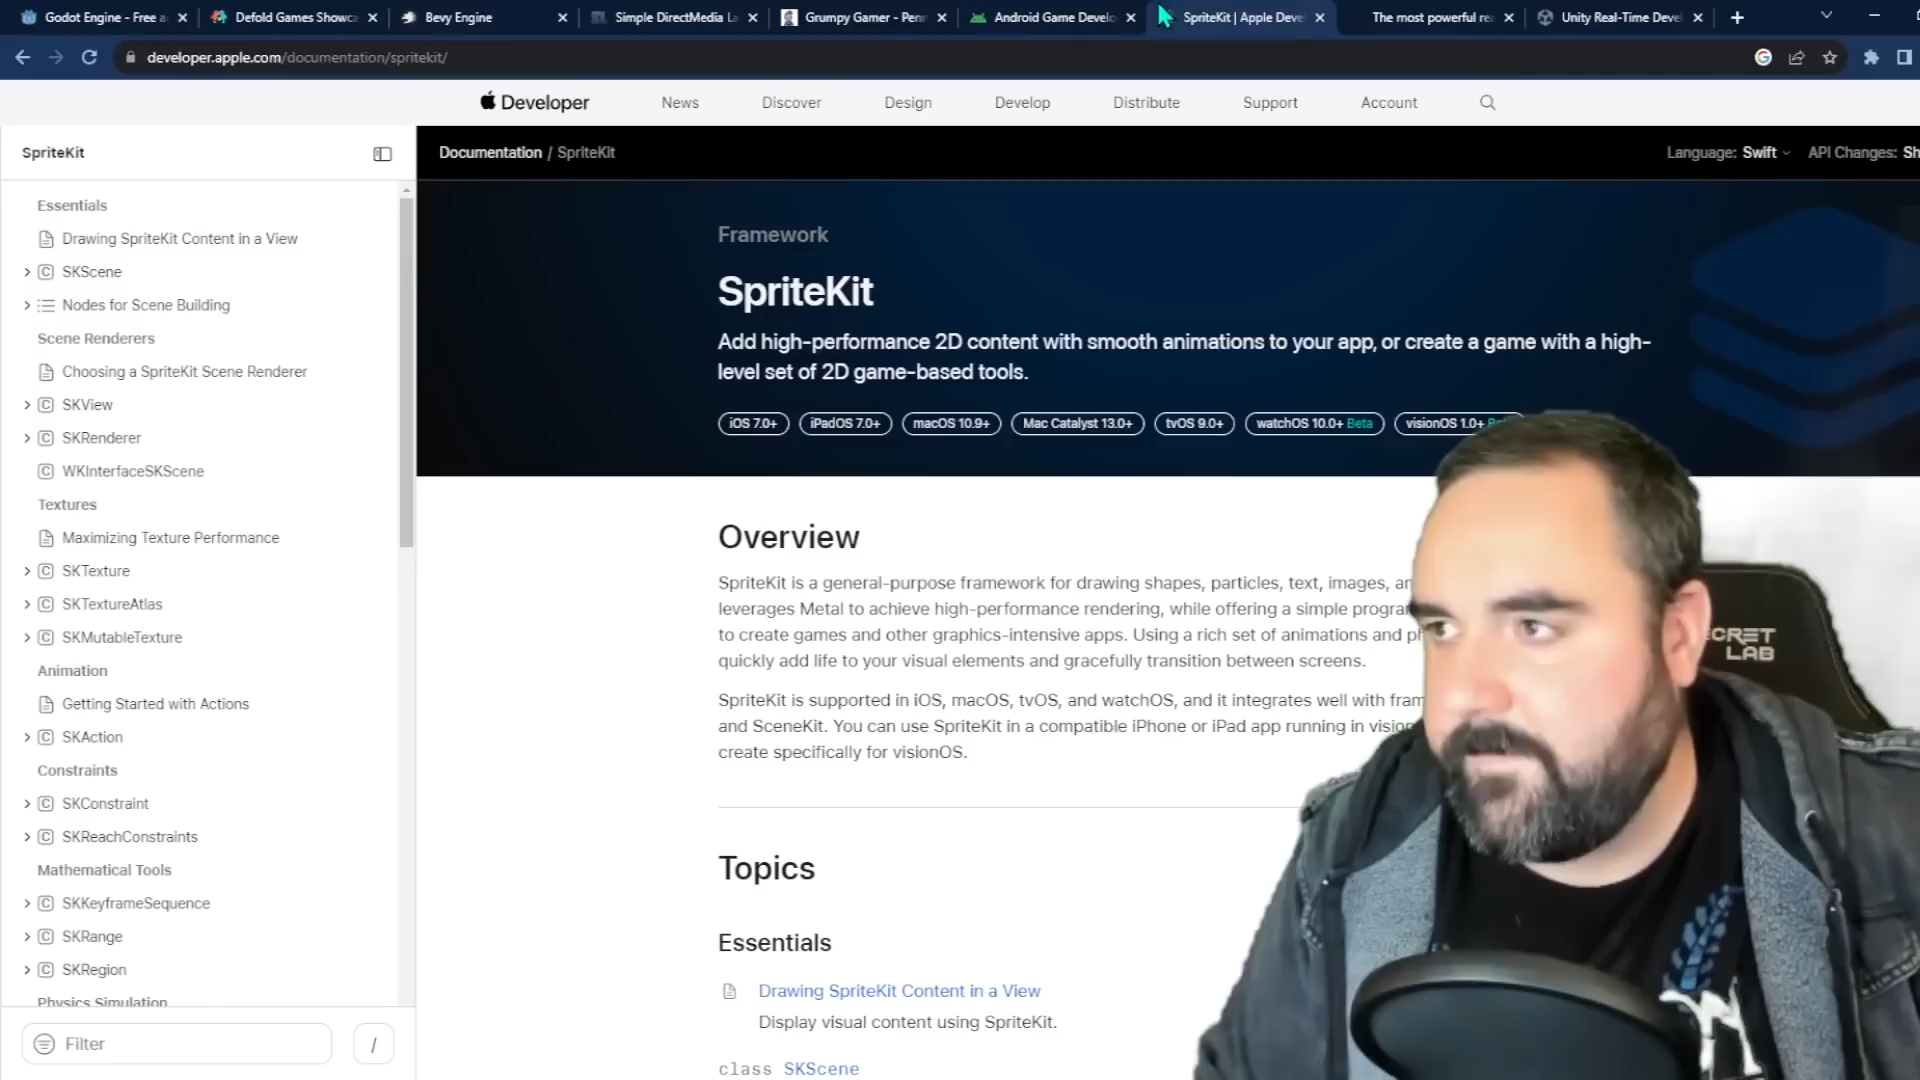 Godot Engine - Free a
Defold Games Showca
Bevy Engine
Simple DirectMedia La
Grumpy Gamer - Penn
Android Game Develo
SpriteKit | Apple Deve
The most powerful re
Unity Real-Time Deve
developer.apple.com/documentation/spritekit/
Developer
News
Discover
Design
Develop
Distribute
Support
Account
SpriteKit
Documentation / SpriteKit
Language: Swift
API Changes: Sh
Essentials
Drawing SpriteKit Content in a View
SKScene
Nodes for Scene Building
Scene Renderers
Choosing a SpriteKit Scene Renderer
SKView
SKRenderer
WKInterfaceSKScene
Textures
Maximizing Texture Performance
SKTexture
SKTextureAtlas
SKMutableTexture
Animation
Getting Started with Actions
SKAction
Constraints
SKConstraint
SKReachConstraints
Mathematical Tools
SKKeyframeSequence
SKRange
SKRegion
Physics Simulation
Filter
/
Framework
SpriteKit
Add high-performance 2D content with smooth animations to your app, or create a game with a high-
level set of 2D game-based tools.
iOS 7.0+
iPadOS 7.0+
macOS 10.9+
Mac Catalyst 13.0+
tvOS 9.0+
watchOS 10.0+ Beta
visionOS 1.0+
Overview
SpriteKit is a general-purpose framework for drawing shapes, particles, text, images, an
leverages Metal to achieve high-performance rendering, while offering a simple progra
to create games and other graphics-intensive apps. Using a rich set of animations and p
quickly add life to your visual elements and gracefully transition between screens.
SpriteKit is supported in iOS, macOS, tvOS, and watchOS, and it integrates well with fram
and SceneKit. You can use SpriteKit in a compatible iPhone or iPad app running in vision
create specifically for visionOS.
Topics
Essentials
Drawing SpriteKit Content in a View
Display visual content using SpriteKit.
class SKScene
CRET
LAB